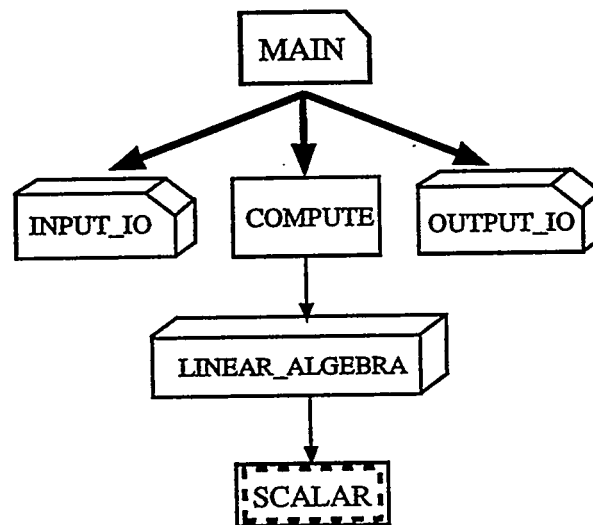 MAIN
INPUT_IO
COMPUTE
OUTPUT_IO
LINEAR_ALGEBRA
SCALAR